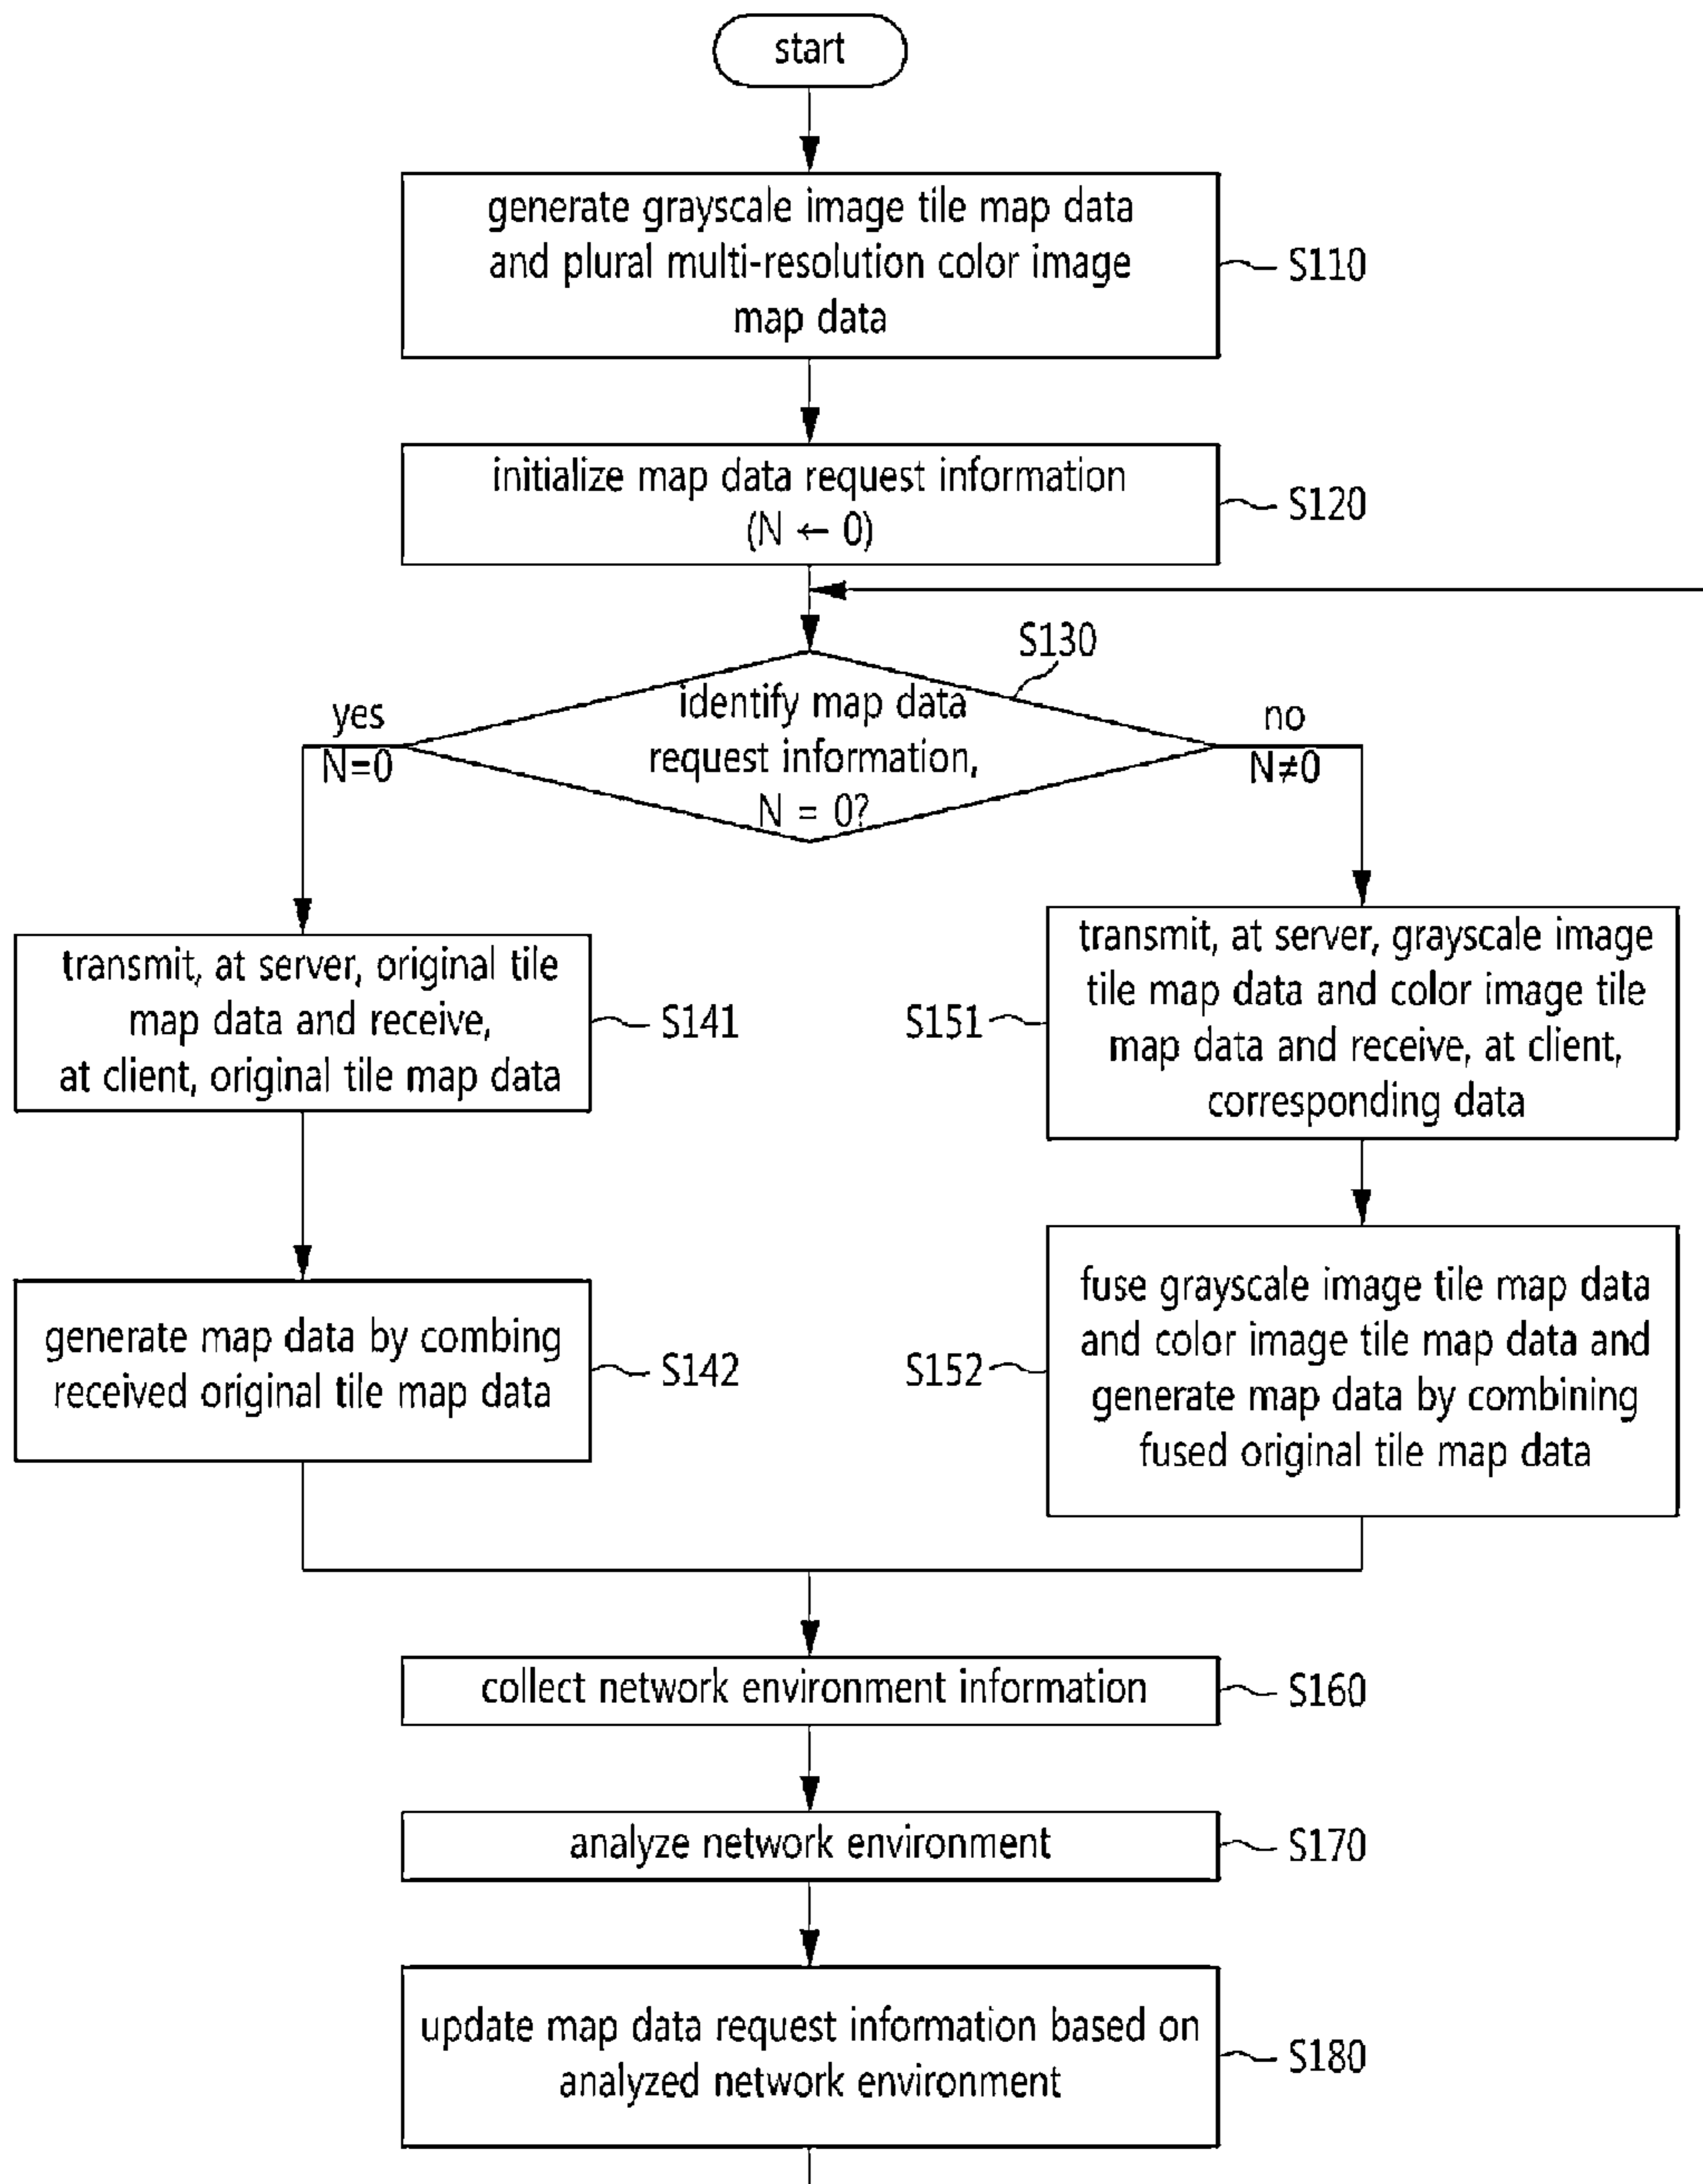 start
generate grayscale image tile map data
and plural multi-resolution color image
map data
S110
initialize map data request information
(N ← 0)
S120
S130
identify map data
request information,
N = 0?
yes
N=0
no
N≠0
transmit, at server, original tile
map data and receive,
at client, original tile map data
S141
S151
transmit, at server, grayscale image
tile map data and color image tile
map data and receive, at client,
corresponding data
generate map data by combing
received original tile map data
S142
S152
fuse grayscale image tile map data
and color image tile map data and
generate map data by combining
fused original tile map data
collect network environment information
S160
analyze network environment
S170
update map data request information based on
analyzed network environment
S180